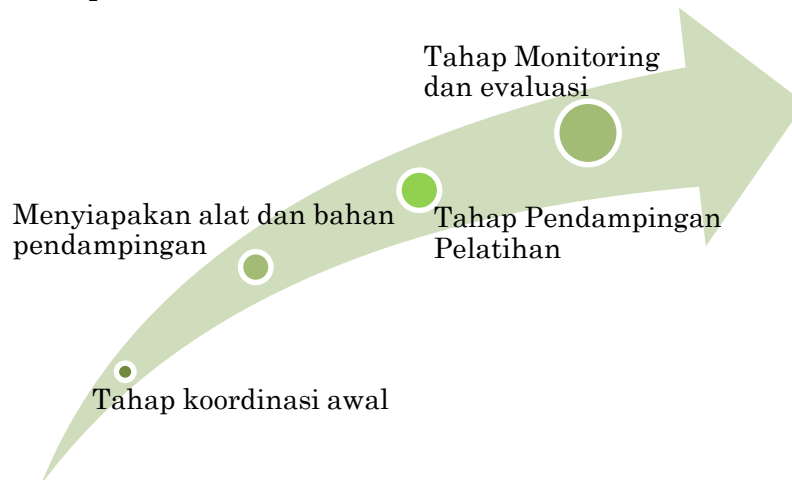 Tahap Monitoring
dan evaluasi
Menyiapakan alat dan bahan
pendampingan
Tahap Pendampingan
Pelatihan
Tahap koordinasi awal